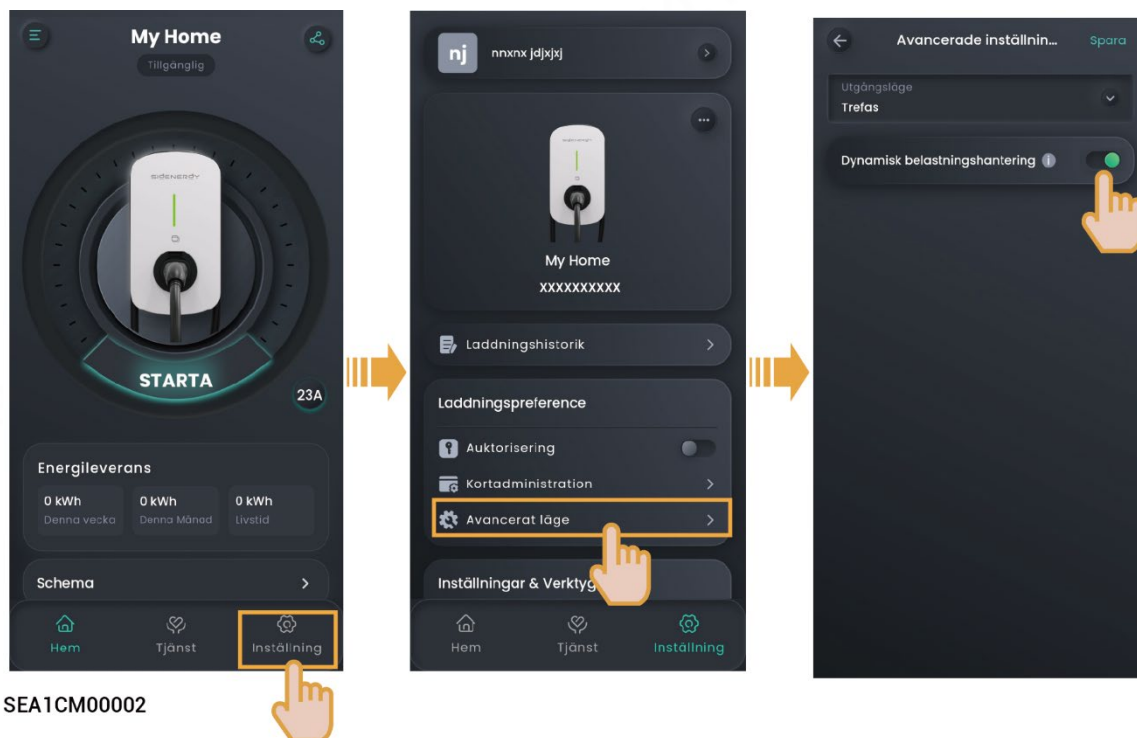 My Home
Tillgänglig
SIGENERGY
STARTA
23A
Energileverans
0 kWh
Denna vecka
0 kWh
Denna Månad
0 kWh
Livstid
Schema
Hem
Tjänst
Inställning
SEA1CM00002
nj
nnxnx jdjxjxj
My Home
XXXXXXXXXX
Laddningshistorik
Laddningspreference
Auktorisering
Kortadministration
Avancerat läge
Inställningar & Verktyg
Hem
Tjänst
Inställning
Avancerade inställnin...
Spara
Utgångsläge
Trefas
Dynamisk belastningshantering